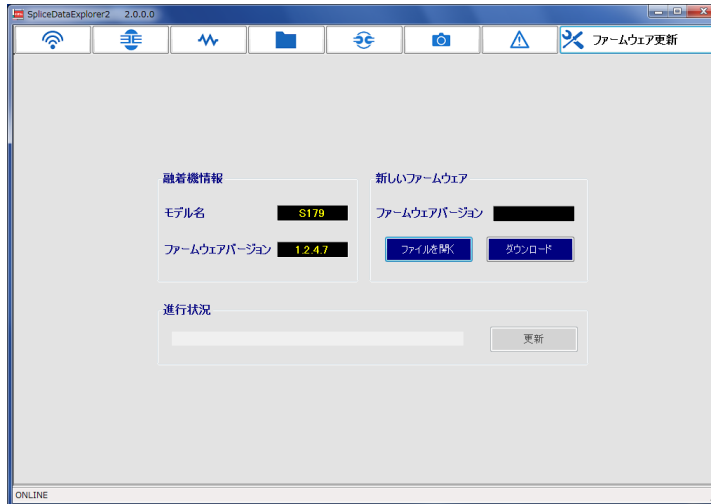 SpliceDataExplorer2 2.0.0.0
ファームウェア更新
融着機情報
モデル名 S179
ファームウェアバージョン 1.2.4.7
新しいファームウェア
ファームウェアバージョン
ファイルを開く ダウンロード
進行状況
更新
ONLINE